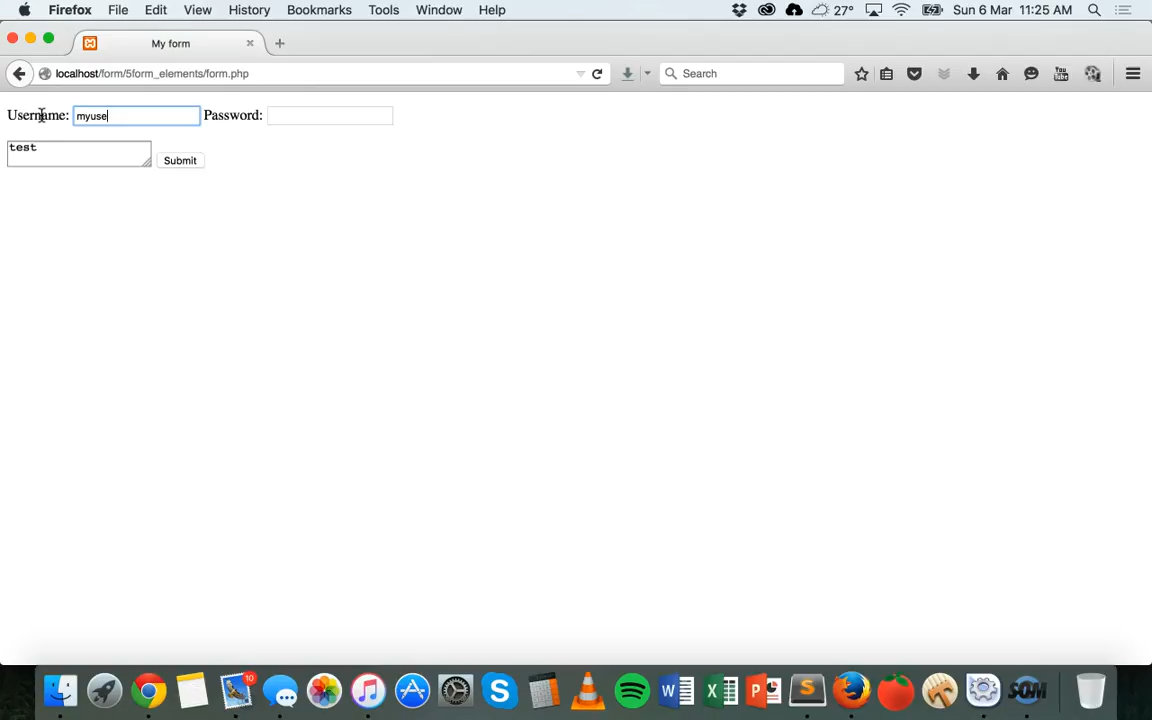 Firefox File Edit View History Bookmarks Tools Window Help 27° Sun 6 Mar 11:25 AM
My form
localhost/form/5form_elements/form.php Search
Username: myuse Password:
test
Submit
10